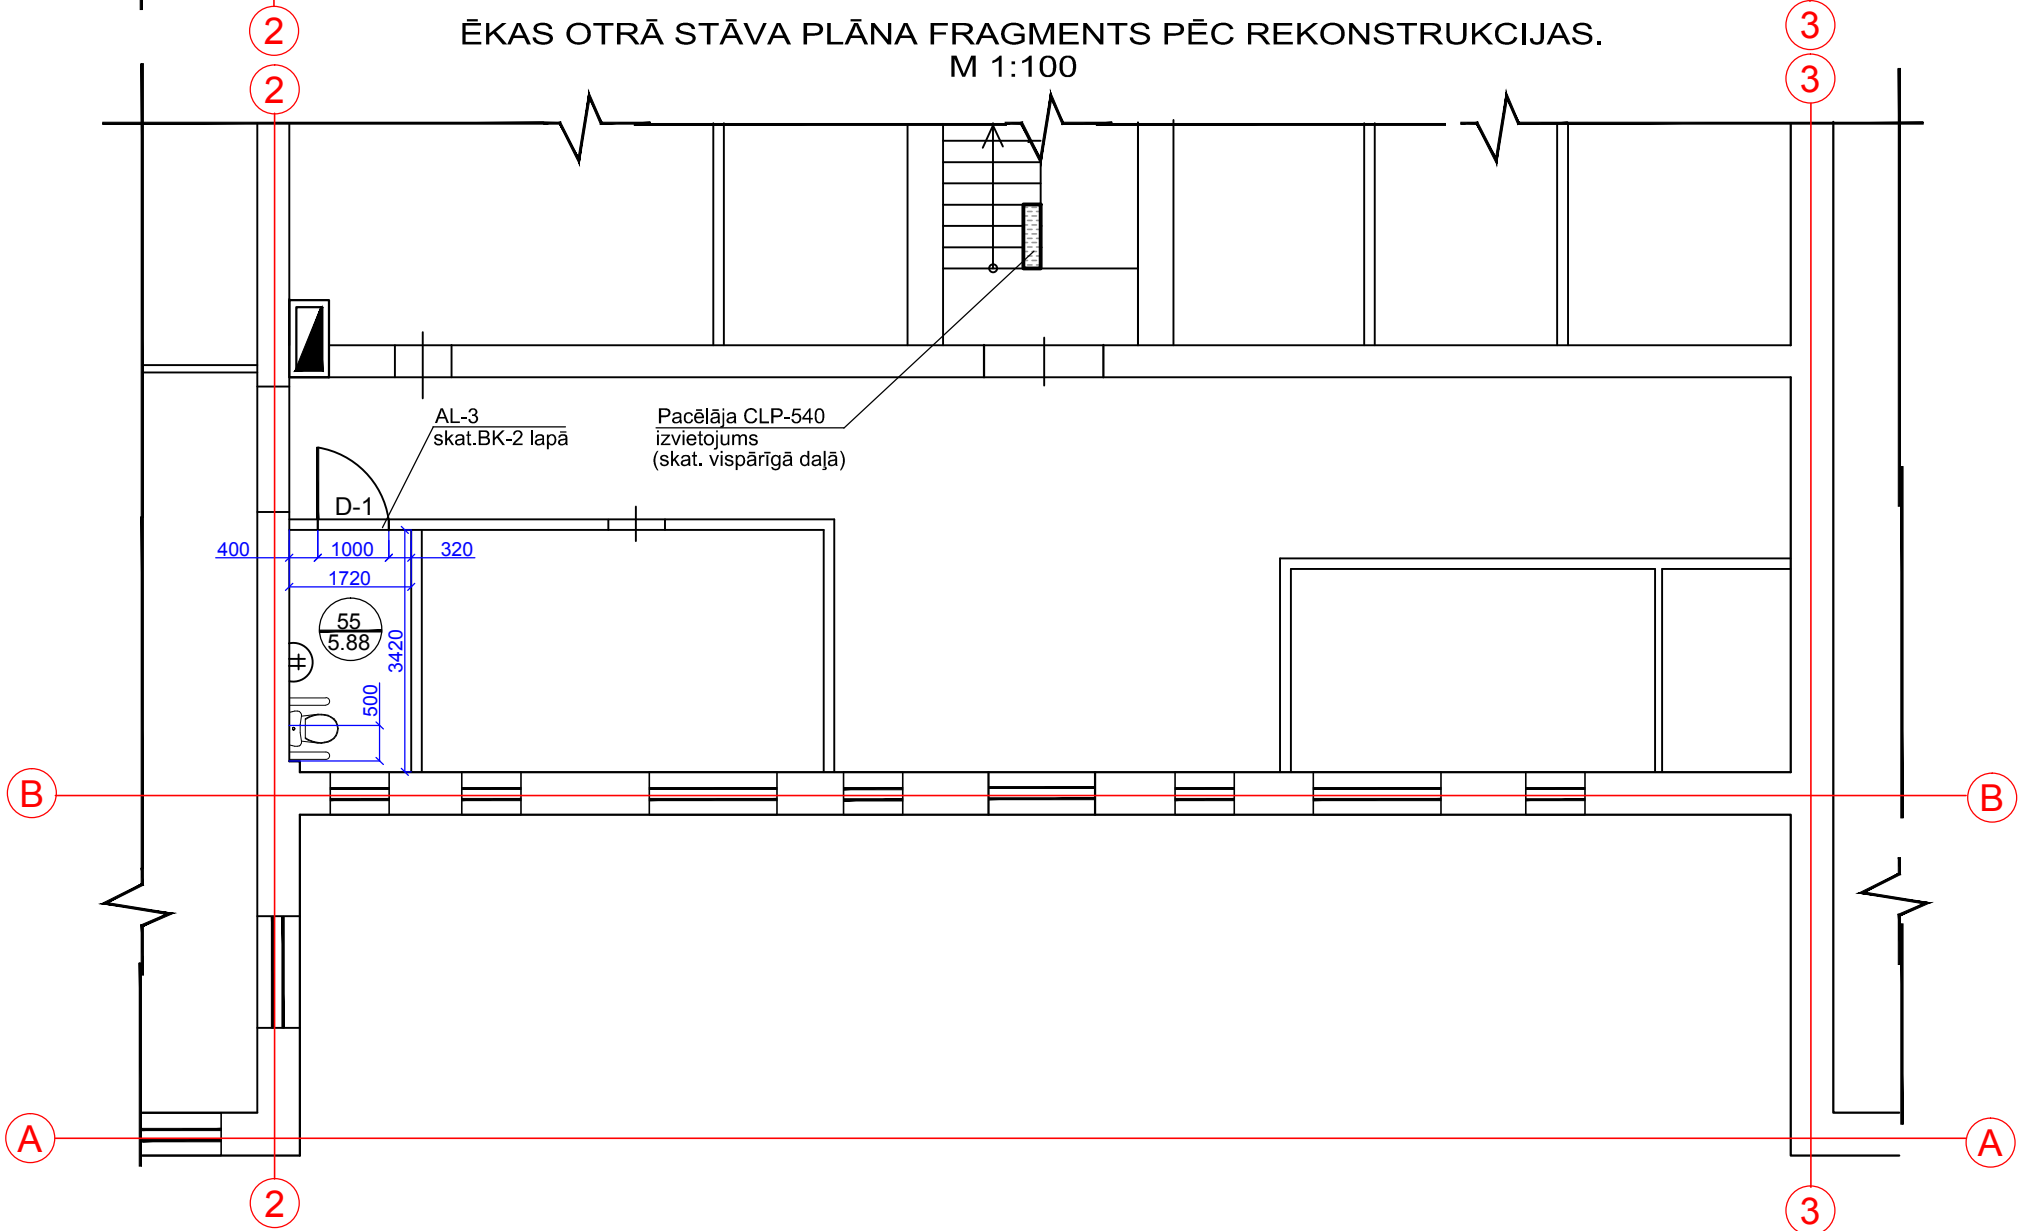 2
ĒKAS OTRĀ STĀVA PLĀNA FRAGMENTS PĒC REKONSTRUKCIJAS.
3
M 1:100
2
3
AL-3
skat.BK-2 lapā
Pacēlāja CLP-540
izvietojums
(skat. vispārīgā daļā)
D-1
400
1000
320
1720
55
5.88
3420
500
B
B
A
A
2
3